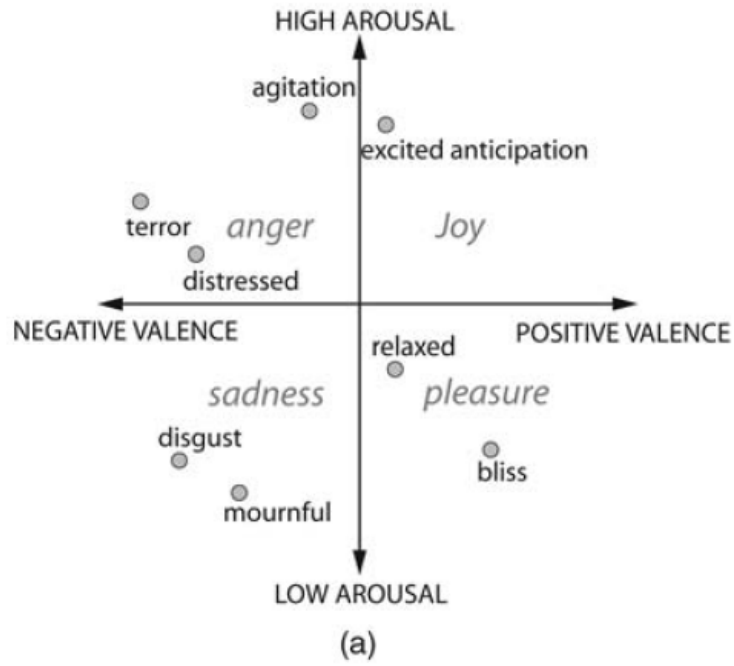 HIGH AROUSAL
agitation
excited anticipation
terror
anger
Joy
distressed
NEGATIVE VALENCE
POSITIVE VALENCE
relaxed
sadness
pleasure
disgust
bliss
mournful
LOW AROUSAL
(a)